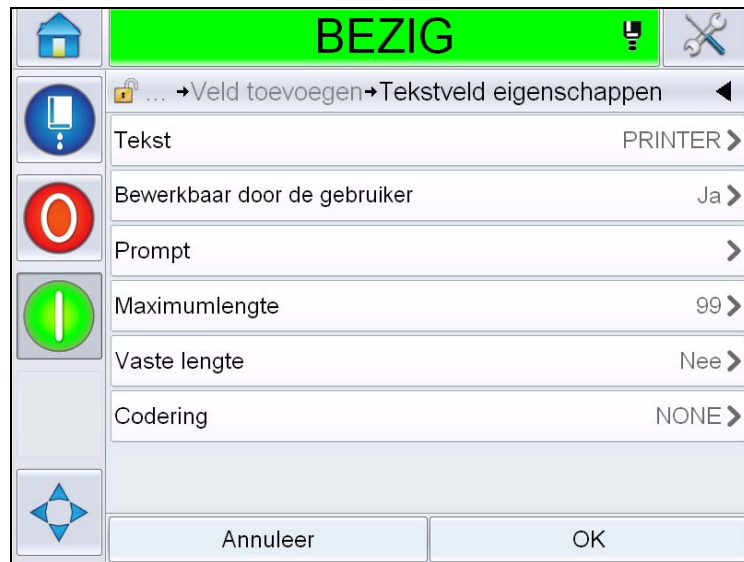 BEZIG
... →Veld toevoegen→Tekstveld eigenschappen
Tekst PRINTER
Bewerkbaar door de gebruiker Ja
Prompt
Maximumlengte 99
Vaste lengte Nee
Codering NONE
Annuleer OK